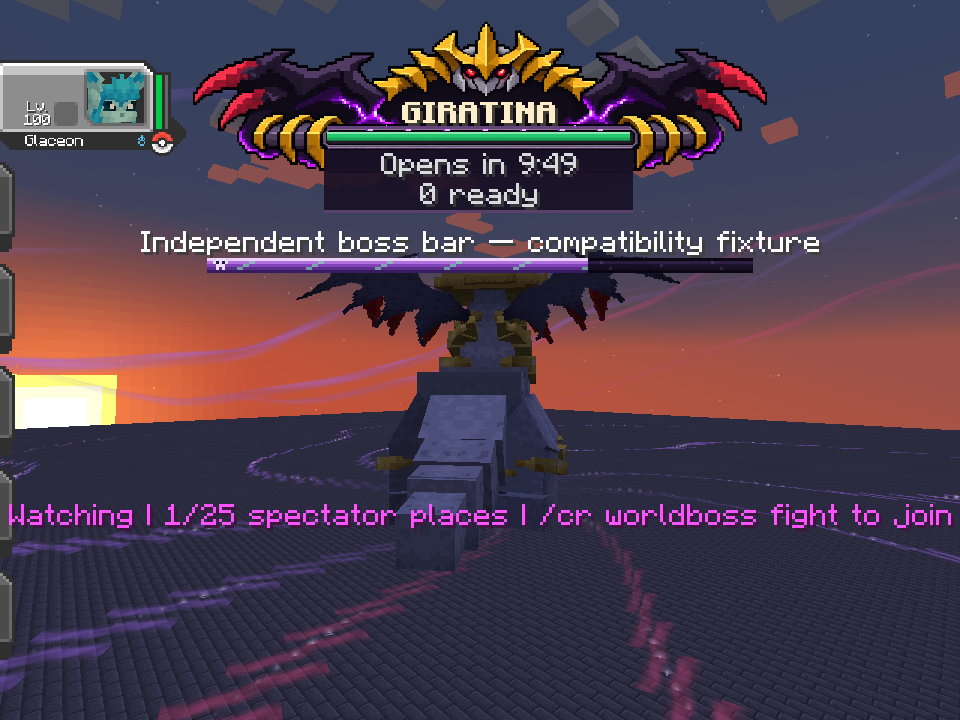 GIRATINA
Lv.
100
Glaceon
Opens in 9:49
0 ready
Independent boss bar — compatibility fixture
Watching | 1/25 spectator places | /cr worldboss fight to join